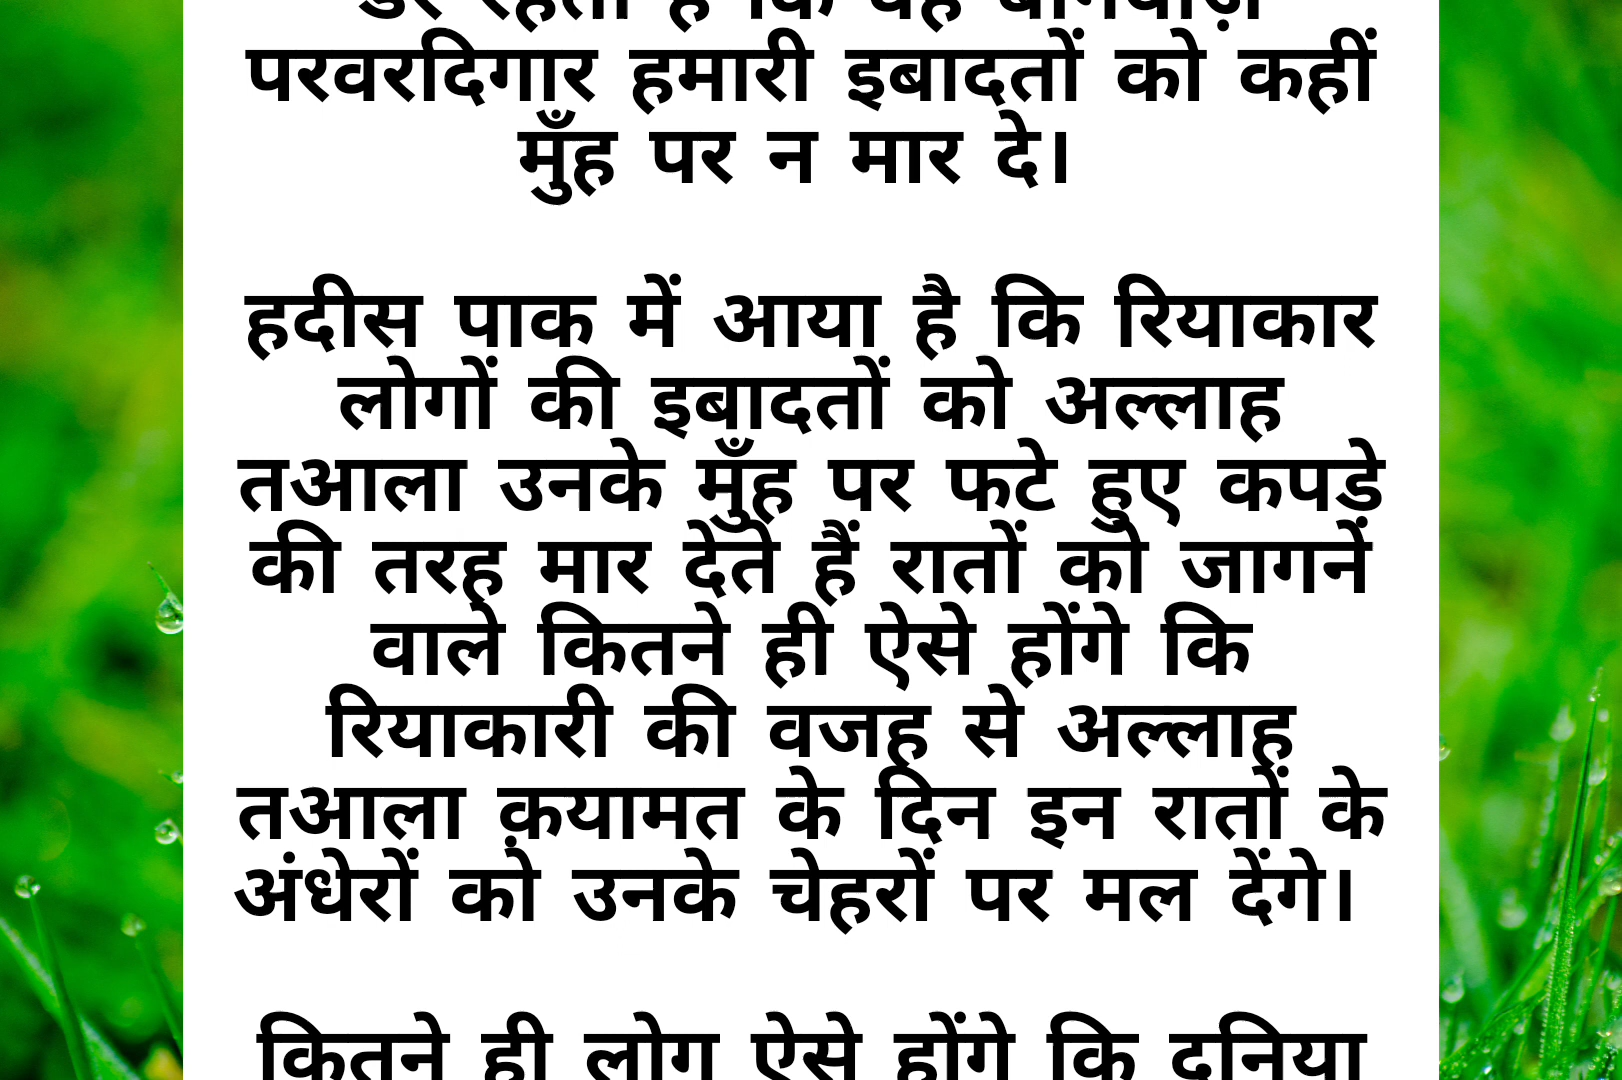 डर रहता है कि वह
परवरदिगार हमारी इबादतों को कहीं
मुँह पर न मार दे।
हदीस पाक में आया है कि रियाकार
लोगों की इबादतों को अल्लाह
तआला उनके मुँह पर फटे हुए कपडे
की तरह मार देते हैं रातों को जागनें
वाले कितने ही ऐसे होंगे कि
रियाकारी की वजह से अल्लाह
तआला क़यामत के दिन इन रातों के
अंधेरों को उनके चेहरों पर मल देंगे।
कितने ही लोग ऐसे होंगे कि दुनिया